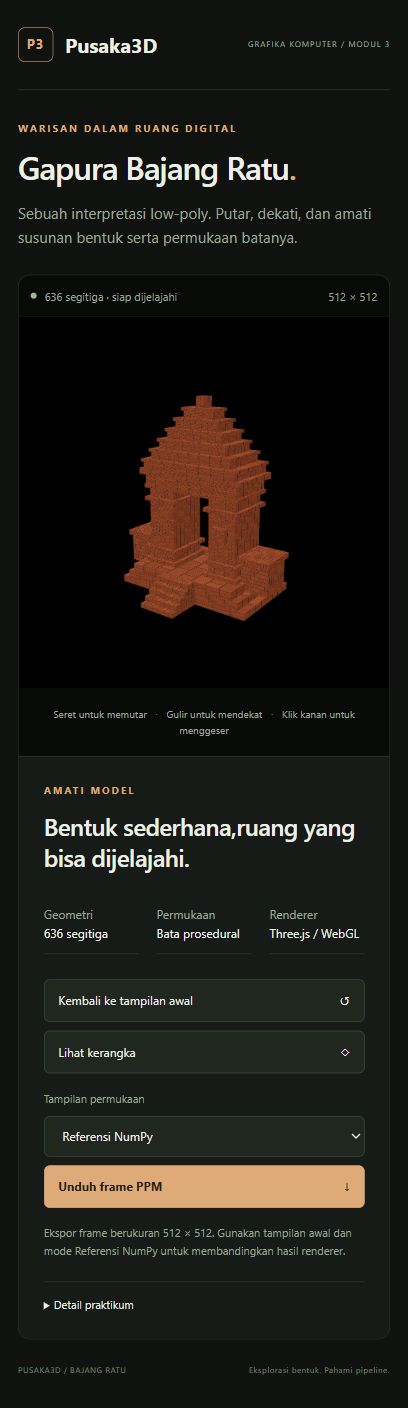 P3 Pusaka3D GRAFIKA KOMPUTER / MODUL 3
WARISAN DALAM RUANG DIGITAL
Gapura Bajang Ratu.
Sebuah interpretasi low-poly. Putar, dekati, dan amati
susunan bentuk serta permukaan batanya.
636 segitiga · siap dijelajahi 512 × 512
Seret untuk memutar · Gulir untuk mendekat · Klik kanan untuk
menggeser
AMATI MODEL
Bentuk sederhana,ruang yang
bisa dijelajahi.
Geometri Permukaan Renderer
636 segitiga Bata prosedural Three.js / WebGL
Kembali ke tampilan awal ↺
Lihat kerangka ◇
Tampilan permukaan
Referensi NumPy
Unduh frame PPM ↓
Ekspor frame berukuran 512 × 512. Gunakan tampilan awal dan
mode Referensi NumPy untuk membandingkan hasil renderer.
▶ Detail praktikum
PUSAKA3D / BAJANG RATU Eksplorasi bentuk. Pahami pipeline.